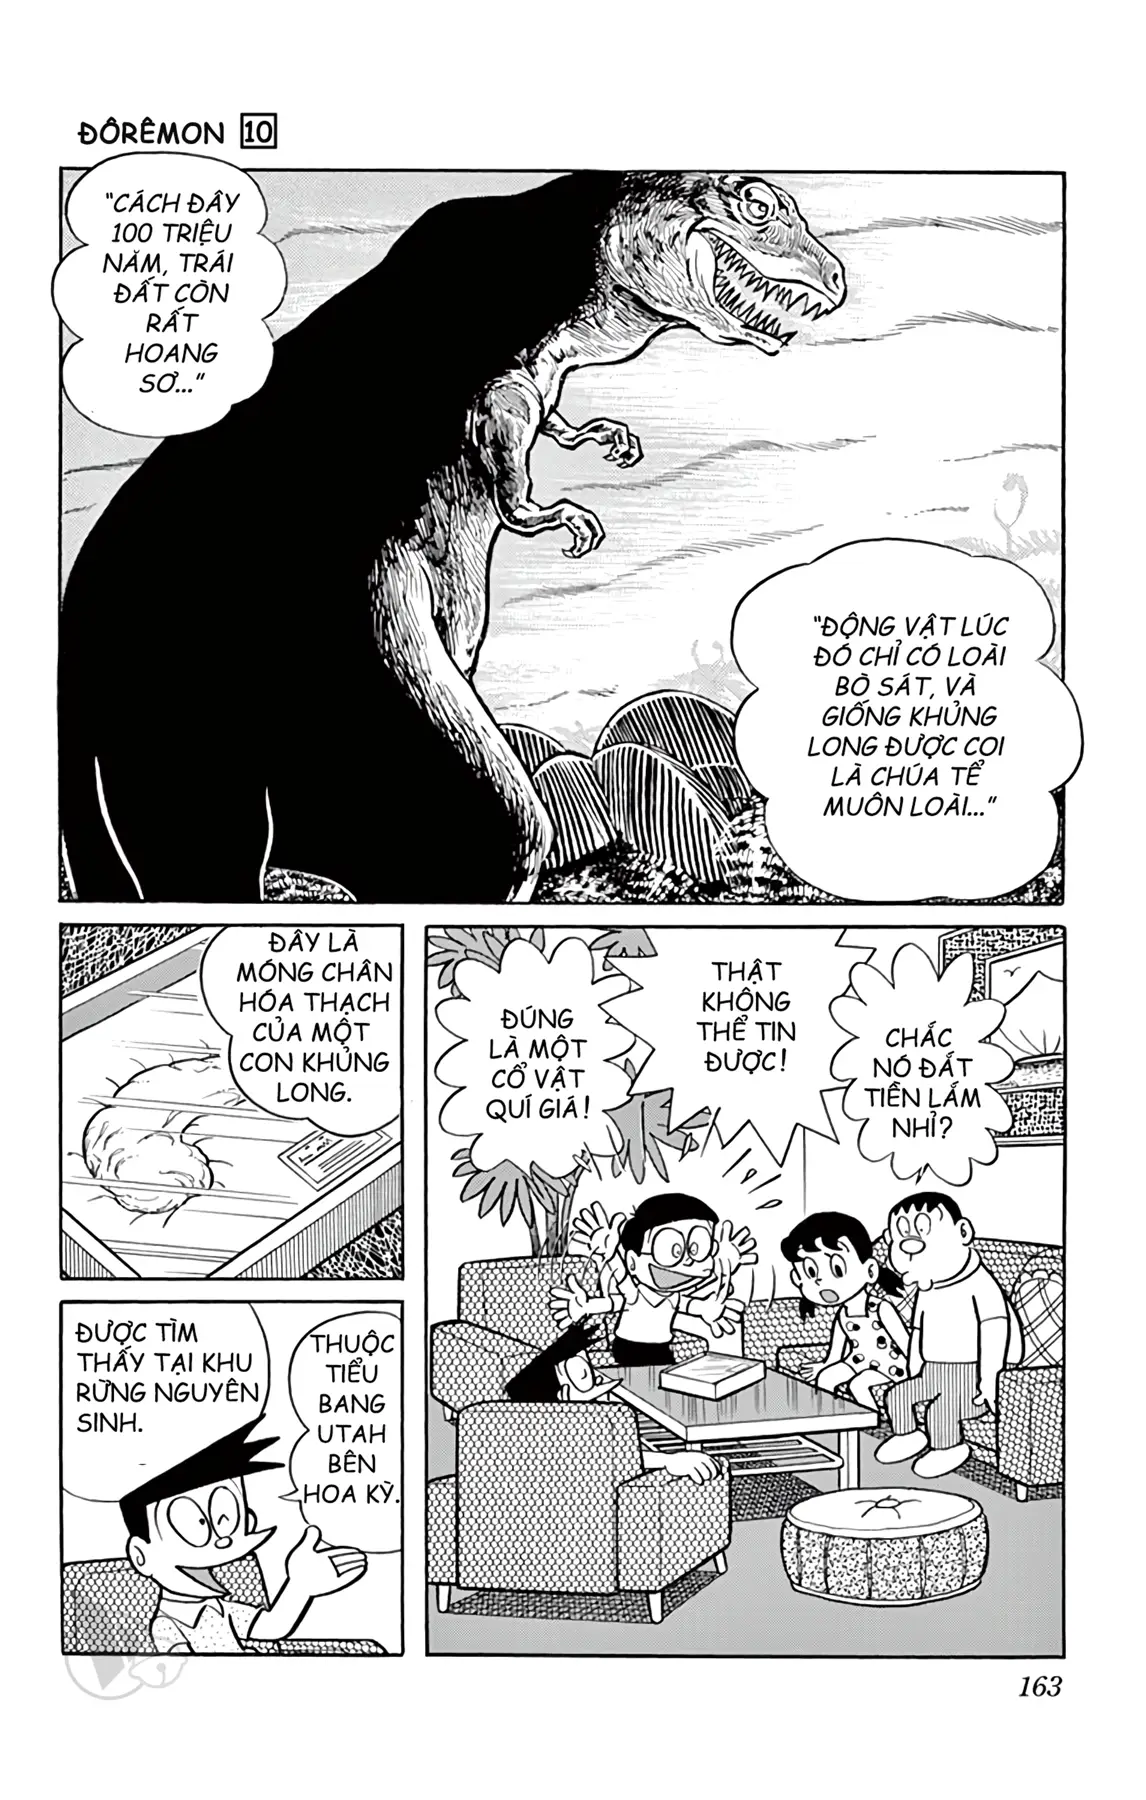 ĐÔRÊMON 10
"CÁCH ĐÂY
100 TRIỆU
NĂM, TRÁI
ĐẤT CÒN
RẤT
HOANG
SƠ..."
"ĐỘNG VẬT LÚC
ĐÓ CHỈ CÓ LOÀI
BÒ SÁT, VÀ
GIỐNG KHỦNG
LONG ĐƯỢC COI
LÀ CHÚA TỂ
MUÔN LOÀI..."
ĐÂY LÀ
MÓNG CHÂN
HÓA THẠCH
CỦA MỘT
CON KHỦNG
LONG.
ĐƯỢC TÌM
THẤY TẠI KHU
RỪNG NGUYÊN
SINH.
THUỘC
TIỂU
BANG
UTAH
BÊN
HOA KỲ.
ĐÚNG
LÀ MỘT
CỔ VẬT
QUÍ GIÁ!
THẬT
KHÔNG
THỂ TIN
ĐƯỢC!
CHẮC
NÓ ĐẮT
TIỀN LẮM
NHỈ?
163